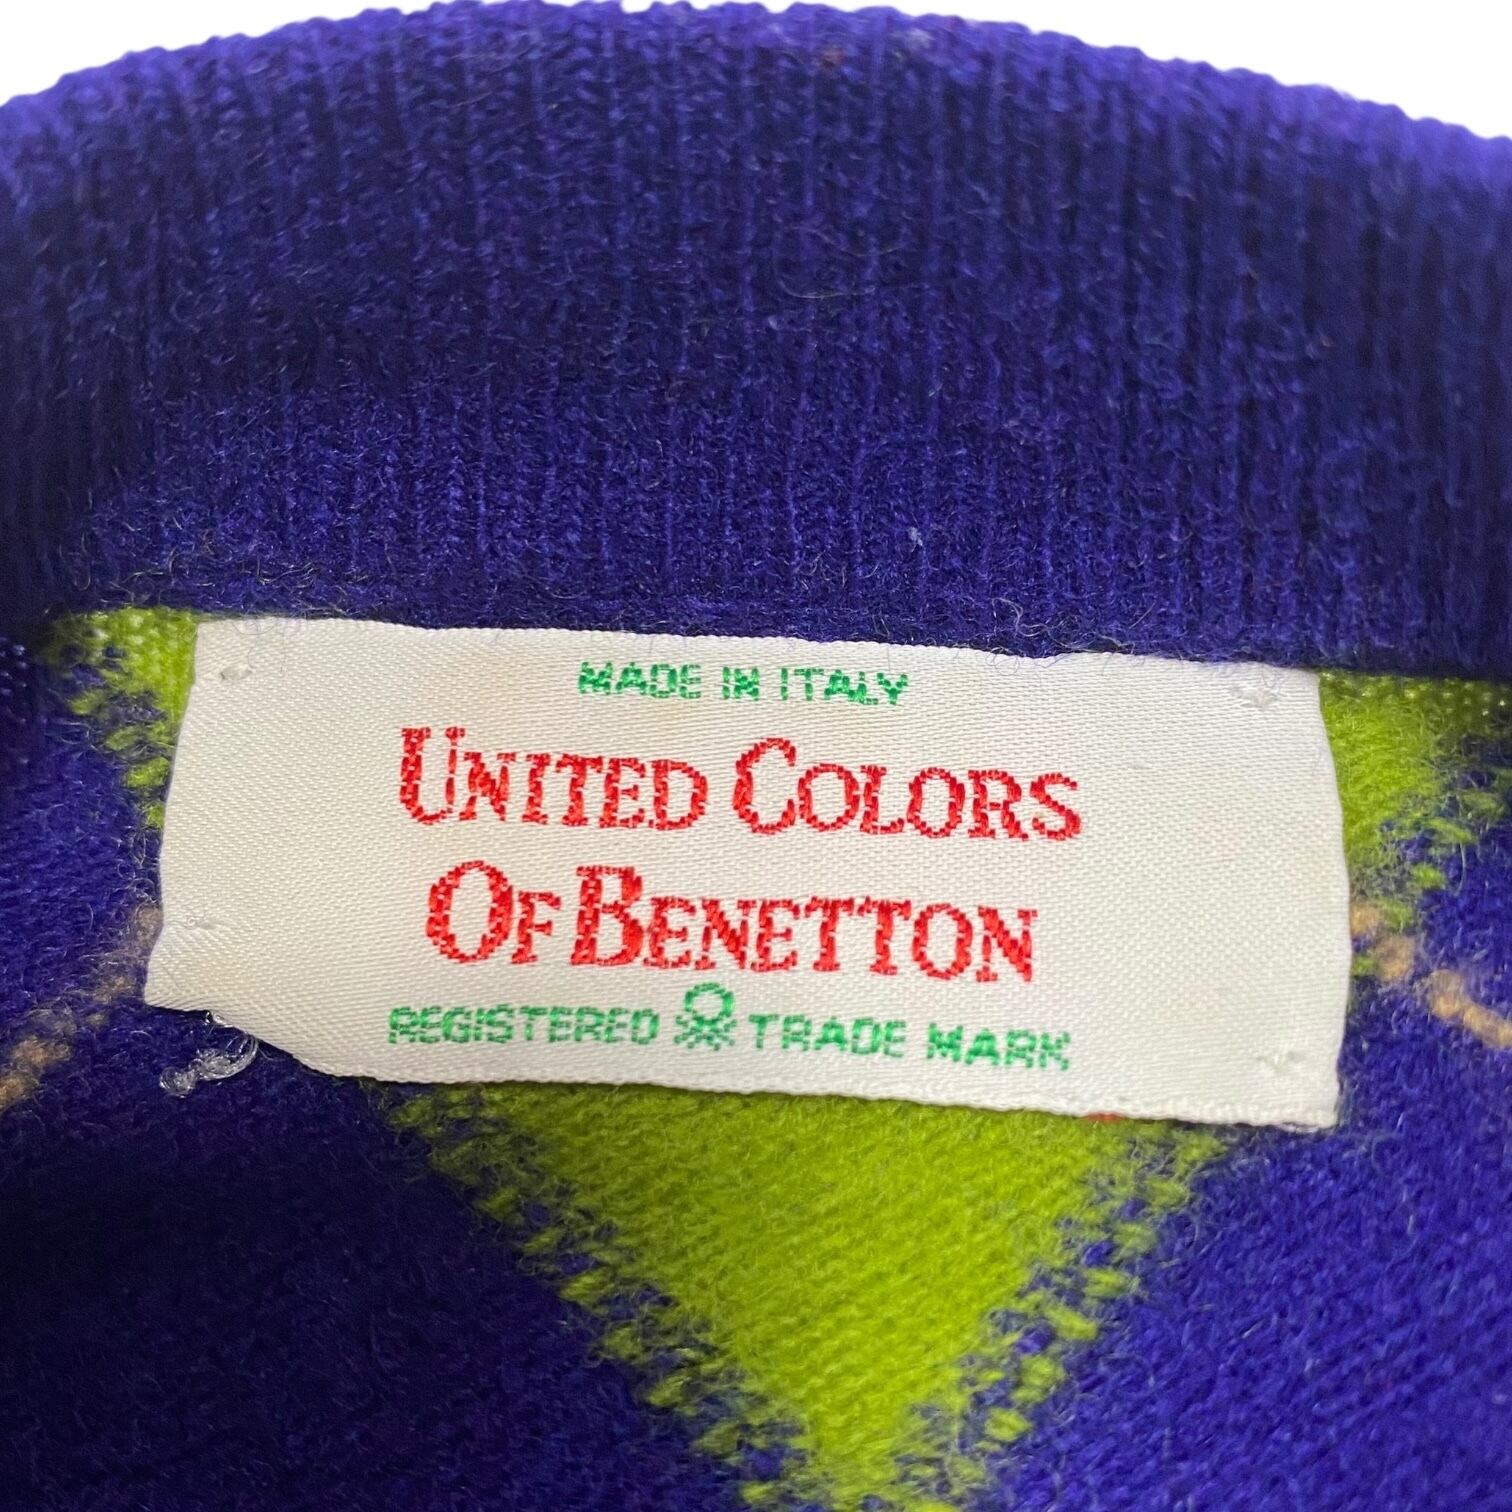 MADE IN ITALY
UNITED COLORS
OF BENETTON
REGISTERED TRADE MARK